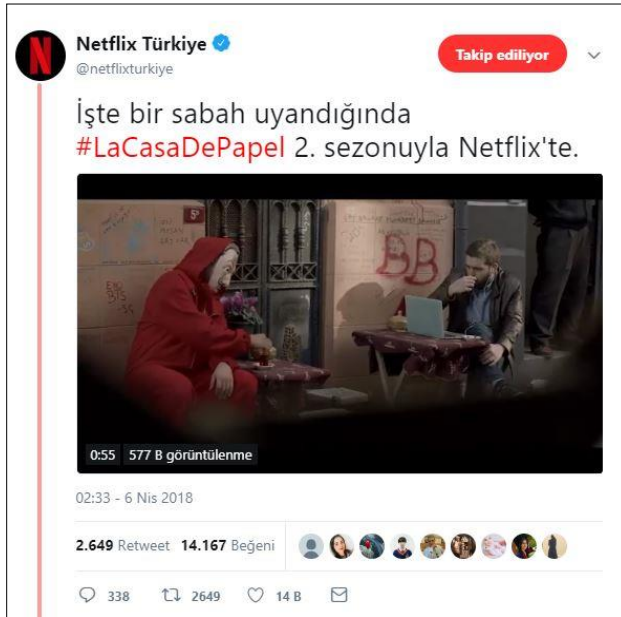 Netflix Türkiye
@netflixturkiye
Takip ediliyor
İşte bir sabah uyandığında
#LaCasaDePapel 2. sezonuyla Netflix'te.
BB
0:55 577 B görüntülenme
02:33 - 6 Nis 2018
2.649 Retweet 14.167 Beğeni
338 2649 14 B